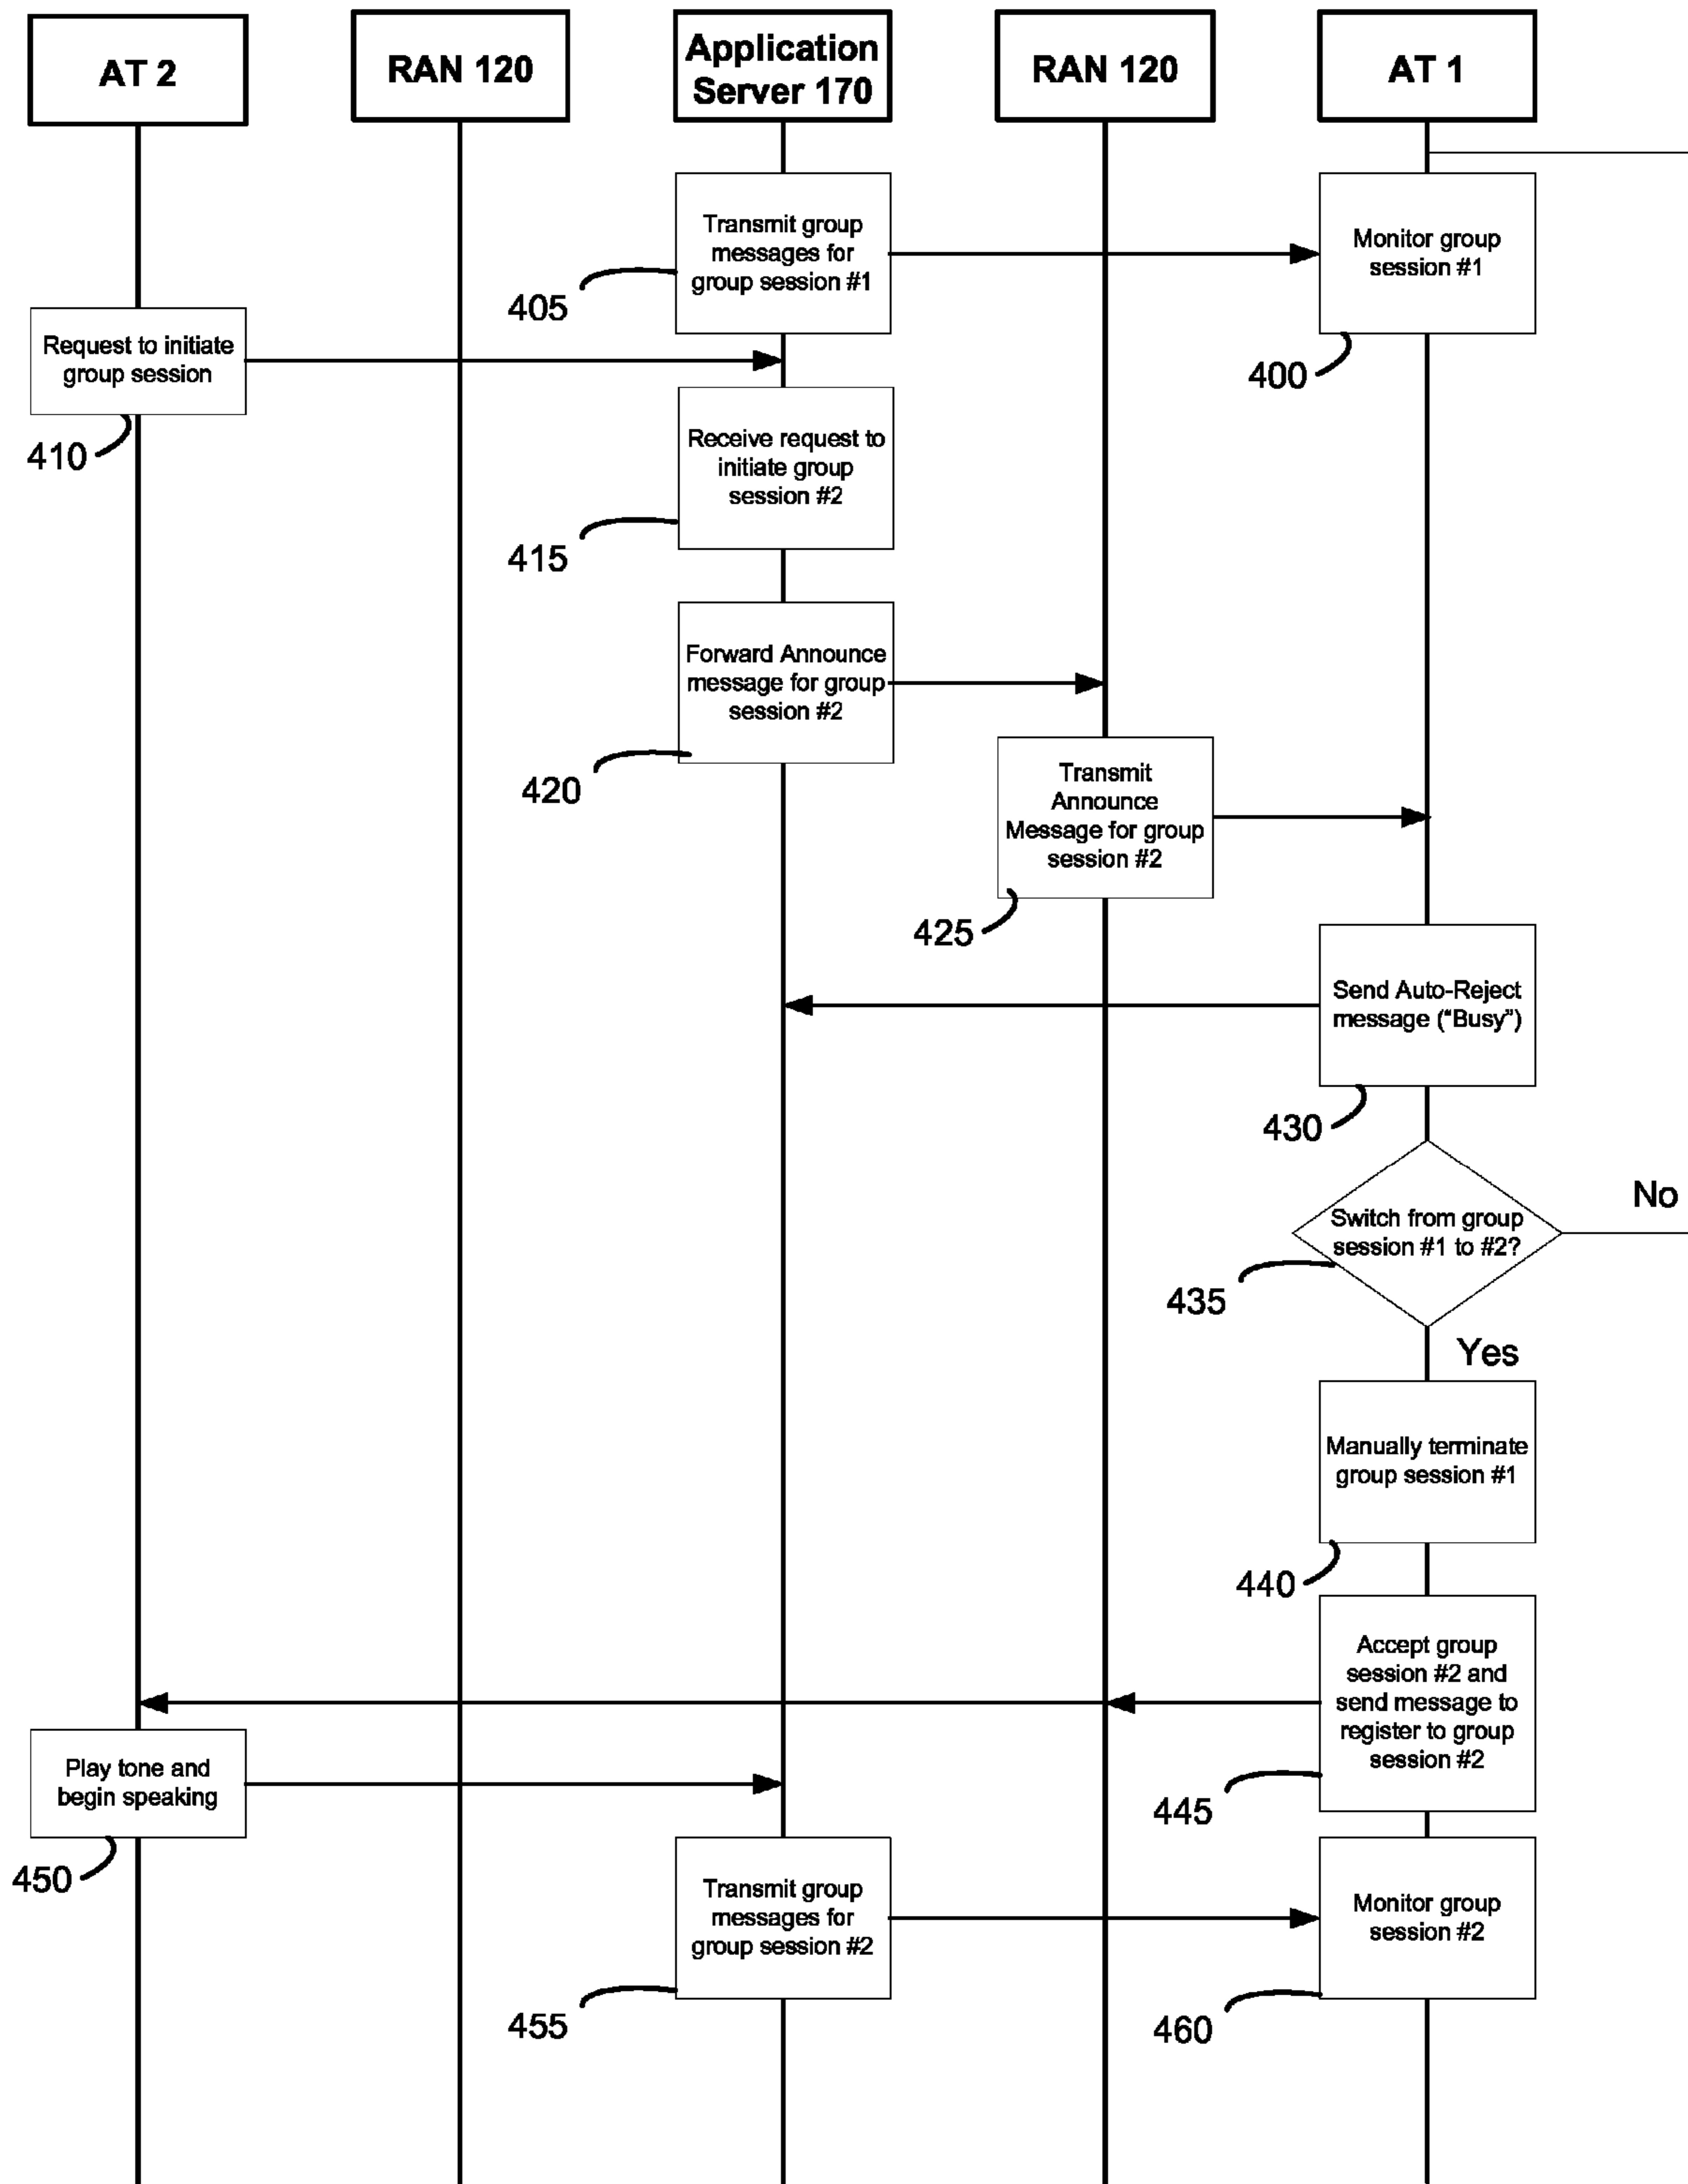 AT 2
RAN 120
Application
Server 170
RAN 120
AT 1
Transmit group
messages for
group session #1
405
Monitor group
session #1
400
Request to initiate
group session
410
Receive request to
initiate group
session #2
415
Forward Announce
message for group
session #2
420
Transmit
Announce
Message for group
session #2
425
Send Auto-Reject
message ("Busy")
430
Switch from group
session #1 to #2?
435
No
Yes
Manually terminate
group session #1
440
Accept group
session #2 and
send message to
register to group
session #2
445
Play tone and
begin speaking
450
Transmit group
messages for
group session #2
455
Monitor group
session #2
460